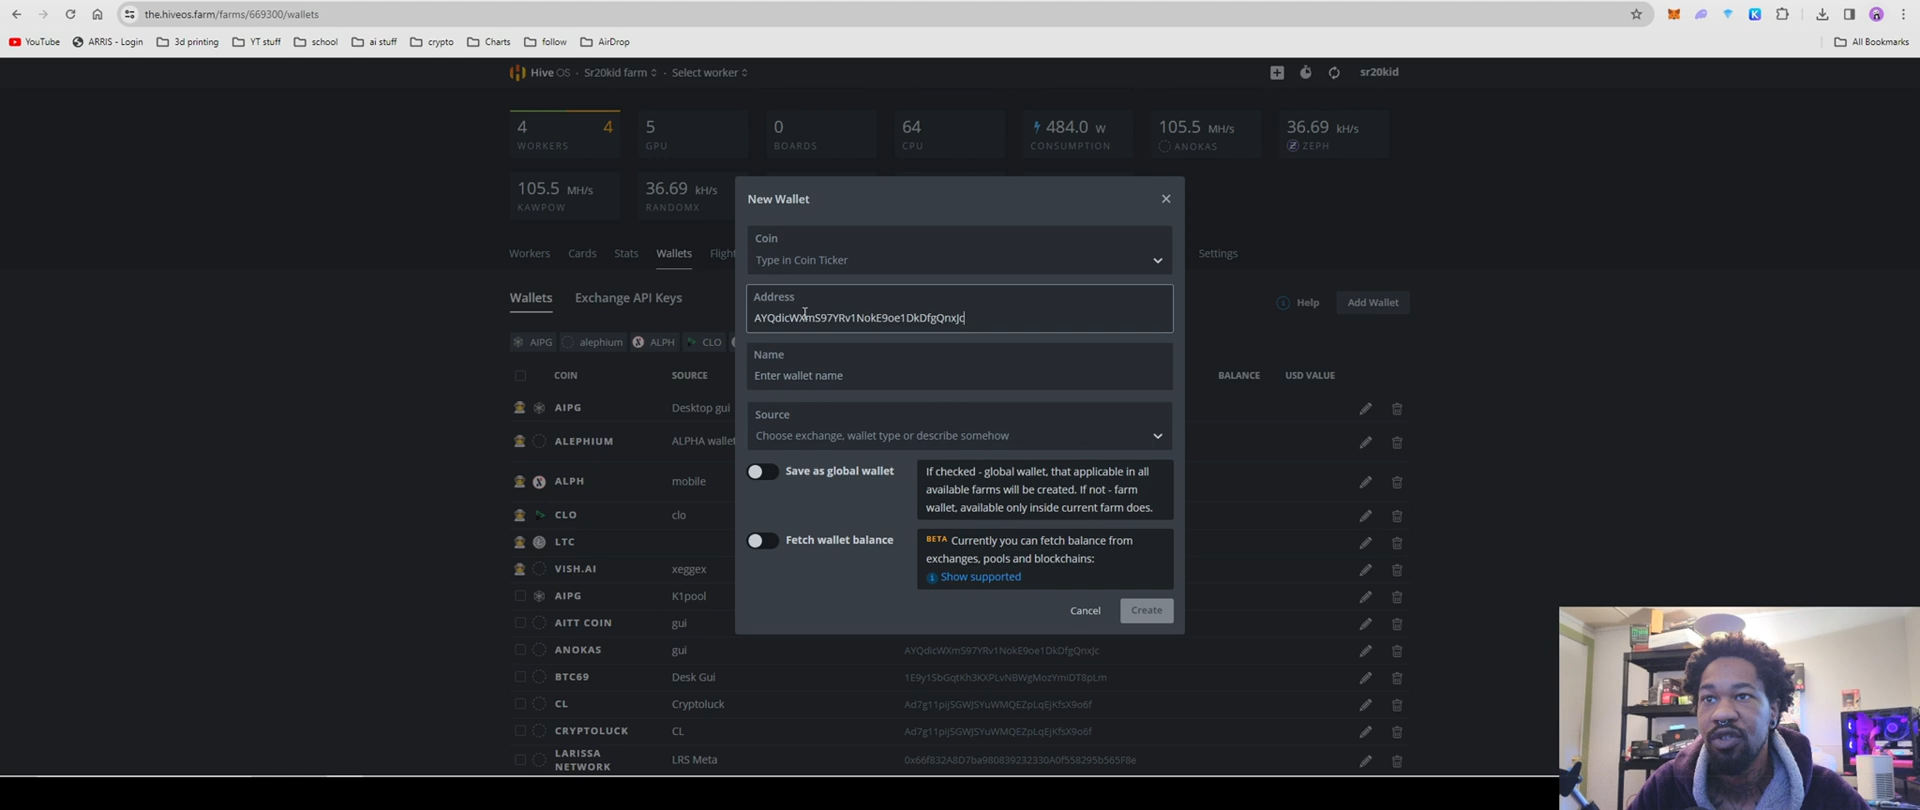 the.hiveos.farm/farms/669300/wallets
YouTube ARRIS - Login 3d printing YT stuff school ai stuff crypto Charts follow AirDrop All Bookmarks
Hive OS · Sr20kid farm · Select worker sr20kid
4 4 5 0 64 484.0 W 105.5 MH/s 36.69 kH/s
WORKERS GPU BOARDS CPU CONSUMPTION ANOKAS ZEPH
105.5 MH/s 36.69 kH/s
KAWPOW RANDOMX
New Wallet
Workers Cards Stats Wallets Flight Settings
Coin
Type in Coin Ticker
Wallets Exchange API Keys Help Add Wallet
Address
AYQdicWXmS97YRv1NokE9oe1DkDfgQnxJc
AIPG alephium ALPH CLO
Name
Enter wallet name
COIN SOURCE BALANCE USD VALUE
AIPG Desktop gui
Source
Choose exchange, wallet type or describe somehow
ALEPHIUM ALPHA wallet
Save as global wallet
If checked - global wallet, that applicable in all
available farms will be created. If not - farm
wallet, available only inside current farm does.
ALPH mobile
CLO clo
Fetch wallet balance
BETA Currently you can fetch balance from
exchanges, pools and blockchains:
Show supported
LTC
VISH.AI xeggex
AIPG K1pool
Cancel Create
AITT COIN gui
ANOKAS gui AYQdicWXmS97YRv1NokE9oe1DkDfgQnxJc
BTC69 Desk Gui
CL Cryptoluck
CRYPTOLUCK CL
LARISSA
NETWORK LRS Meta